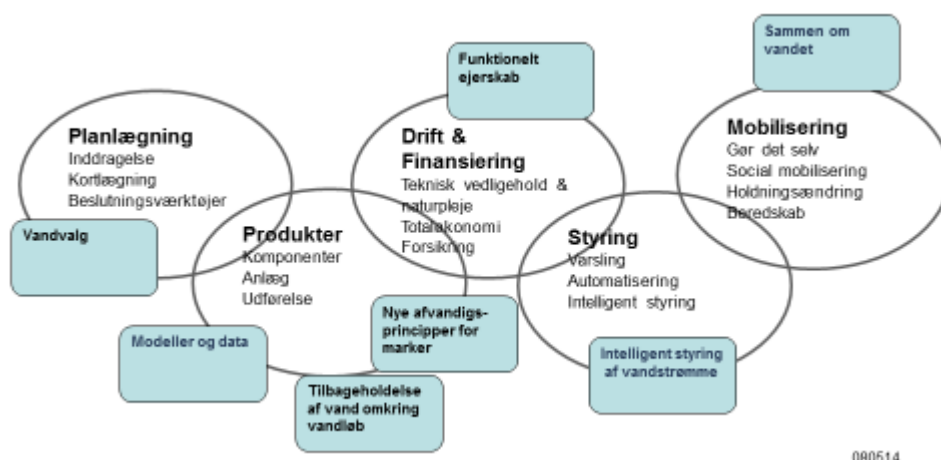 Planlægning
Inddragelse
Kortlægning
Beslutningsværktøjer
Vandvalg
Produkter
Komponenter
Anlæg
Udførelse
Modeller og data
Nye afvandigs-
principper for
marker
Tilbageholdelse
af vand omkring
vandløb
Funktionelt
ejerskab
Drift &
Finansiering
Teknisk vedligehold &
naturpleje
Totaløkonomi
Forsikring
Styring
Varsling
Automatisering
Intelligent styring
Intelligent styring
af vandstrømme
Sammen om
vandet
Mobilisering
Gør det selv
Social mobilisering
Holdningsændring
Beredskab
080514